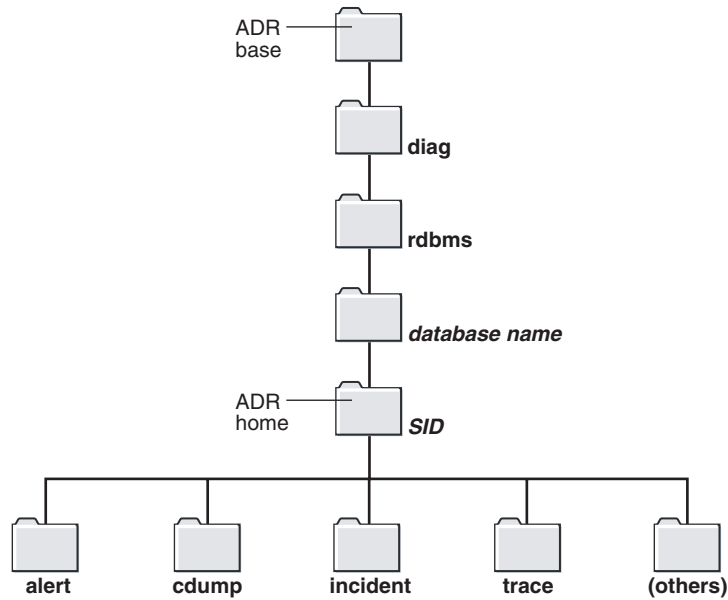 ADR
base
diag
rdbms
database name
ADR
home
SID
alert
cdump
incident
trace
(others)